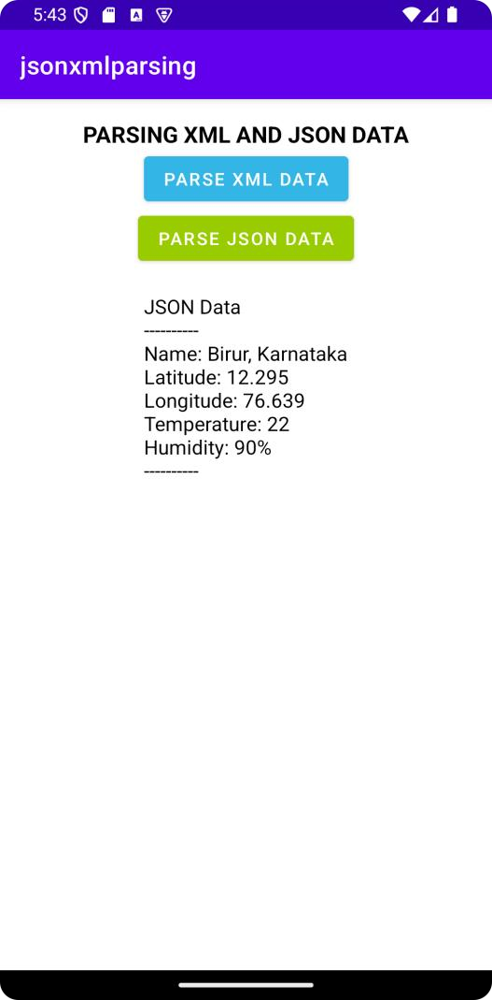 5:43
jsonxmlparsing
PARSING XML AND JSON DATA
PARSE XML DATA
PARSE JSON DATA
JSON Data
----------
Name: Birur, Karnataka
Latitude: 12.295
Longitude: 76.639
Temperature: 22
Humidity: 90%
----------